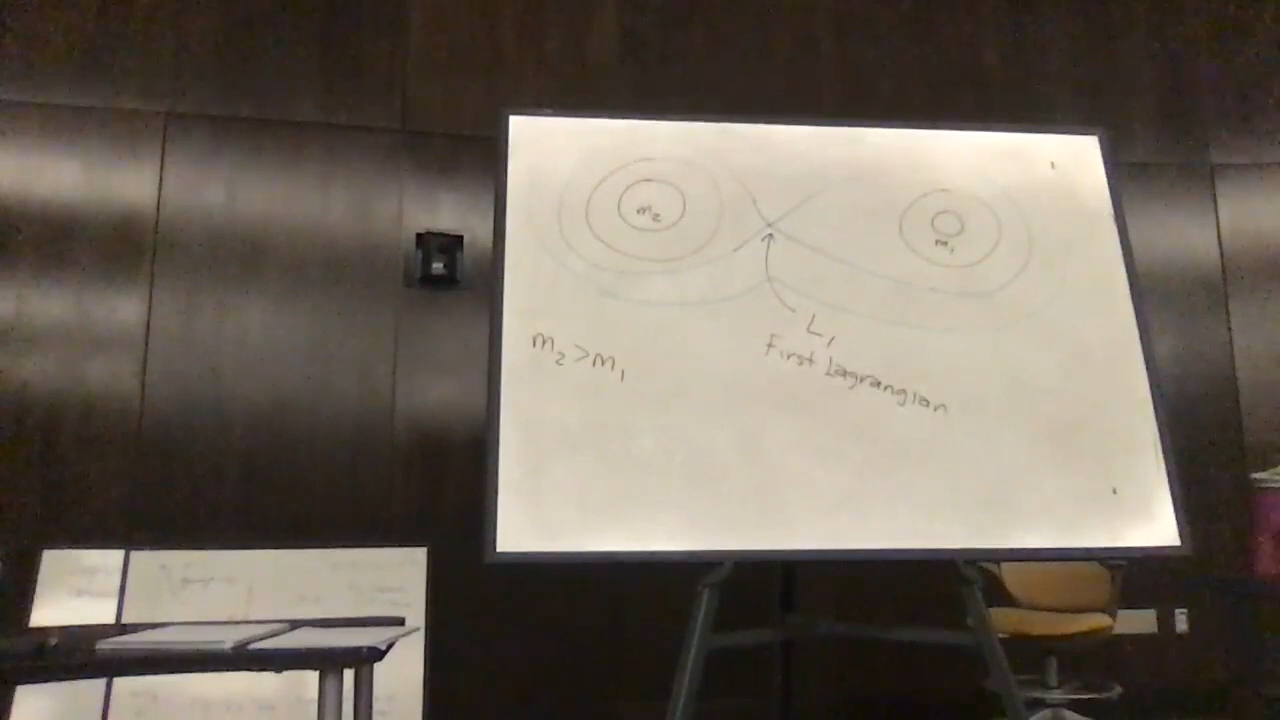 m₂
m₁
L₁
First Lagrangian
m₂>m₁